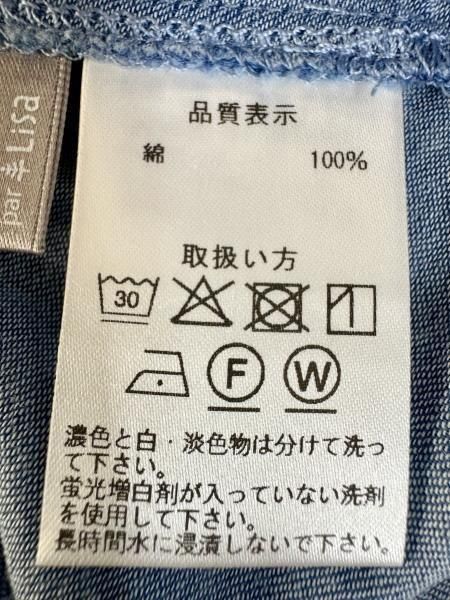 品質表示
綿 100%
取扱い方
30
F W
濃色と白・淡色物は分けて洗っ
て下さい。
蛍光増白剤が入っていない洗剤
を使用して下さい。
長時間水に浸漬しないで下さい。
par Lisa